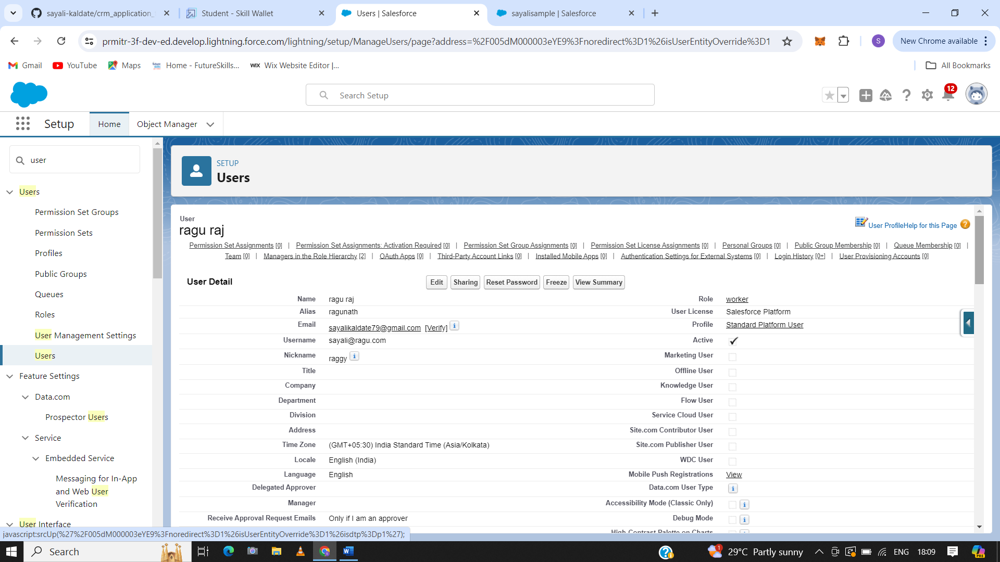 sayali-kaldate/crm_application_
Student - Skill Wallet
Users | Salesforce
sayalisample | Salesforce
prmitr-3f-dev-ed.develop.lightning.force.com/lightning/setup/ManageUsers/page?address=%2F005dM000003eYE9%3Fnoredirect%3D1%26isUserEntityOverride%3D1
S
New Chrome available
Gmail
YouTube
Maps
Home - FutureSkills...
WIX Wix Website Editor |...
All Bookmarks
Search Setup
12
Setup
Home
Object Manager
user
Users
Permission Set Groups
Permission Sets
Profiles
Public Groups
Queues
Roles
User Management Settings
Users
Feature Settings
Data.com
Prospector Users
Service
Embedded Service
Messaging for In-App
and Web User
Verification
User Interface
SETUP
Users
User
ragu raj
User Profile Help for this Page
Permission Set Assignments [0] | Permission Set Assignments: Activation Required [0] | Permission Set Group Assignments [0] | Permission Set License Assignments [0] | Personal Groups [0] | Public Group Membership [0] | Queue Membership [0] |
Team [0] | Managers in the Role Hierarchy [2] | OAuth Apps [0] | Third-Party Account Links [0] | Installed Mobile Apps [0] | Authentication Settings for External Systems [0] | Login History [0+] | User Provisioning Accounts [0]
User Detail
Edit Sharing Reset Password Freeze View Summary
Name ragu raj
Role worker
Alias ragunath
User License Salesforce Platform
Email sayalikaldate79@gmail.com [Verify] i
Profile Standard Platform User
Username sayali@ragu.com
Active
Nickname raggy i
Marketing User
Title
Offline User
Company
Knowledge User
Department
Flow User
Division
Service Cloud User
Address
Site.com Contributor User
Time Zone (GMT+05:30) India Standard Time (Asia/Kolkata)
Site.com Publisher User
Locale English (India)
WDC User
Language English
Mobile Push Registrations View
Delegated Approver
Data.com User Type i
Manager
Accessibility Mode (Classic Only) i
Receive Approval Request Emails Only if I am an approver
Debug Mode i
High Contrast Palette on Charts
javascript:srcUp(%27%2F005dM000003eYE9%3Fnoredirect%3D1%26isUserEntityOverride%3D1%26isdtp%3Dp1%27);
Search
1
29°C Partly sunny
ENG
18:09
PRE